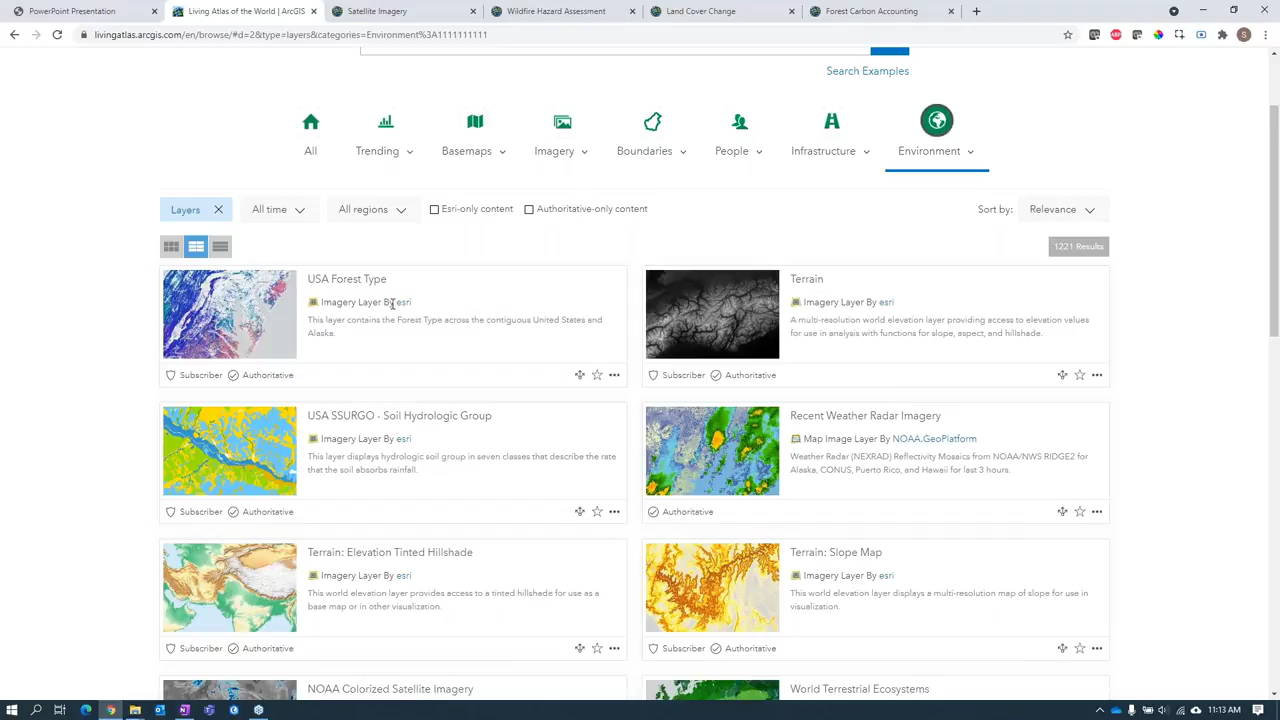 PowerPoint Presentation
Living Atlas of the World | ArcGIS
Satellite Imagery
Wildfire Hazard Assessment
Land Cover Change
Forest Carbon Accounting
livingatlas.arcgis.com/en/browse/#d=2&type=layers&categories=Environment%3A1111111111
Search Examples
All
Trending
Basemaps
Imagery
Boundaries
People
Infrastructure
Environment
Layers
All time
All regions
Esri-only content
Authoritative-only content
Sort by:
Relevance
1221 Results
USA Forest Type
Imagery Layer By esri
This layer contains the Forest Type across the contiguous United States and
Alaska.
Subscriber
Authoritative
Terrain
Imagery Layer By esri
A multi-resolution world elevation layer providing access to elevation values
for use in analysis with functions for slope, aspect, and hillshade.
Subscriber
Authoritative
USA SSURGO - Soil Hydrologic Group
Imagery Layer By esri
This layer displays hydrologic soil group in seven classes that describe the rate
that the soil absorbs rainfall.
Subscriber
Authoritative
Recent Weather Radar Imagery
Map Image Layer By NOAA.GeoPlatform
Weather Radar (NEXRAD) Reflectivity Mosaics from NOAA/NWS RIDGE2 for
Alaska, CONUS, Puerto Rico, and Hawaii for last 3 hours.
Authoritative
Terrain: Elevation Tinted Hillshade
Imagery Layer By esri
This world elevation layer provides access to a tinted hillshade for use as a
base map or in other visualization.
Subscriber
Authoritative
Terrain: Slope Map
Imagery Layer By esri
This world elevation layer displays a multi-resolution map of slope for use in
visualization.
Subscriber
Authoritative
NOAA Colorized Satellite Imagery
World Terrestrial Ecosystems
11:13 AM